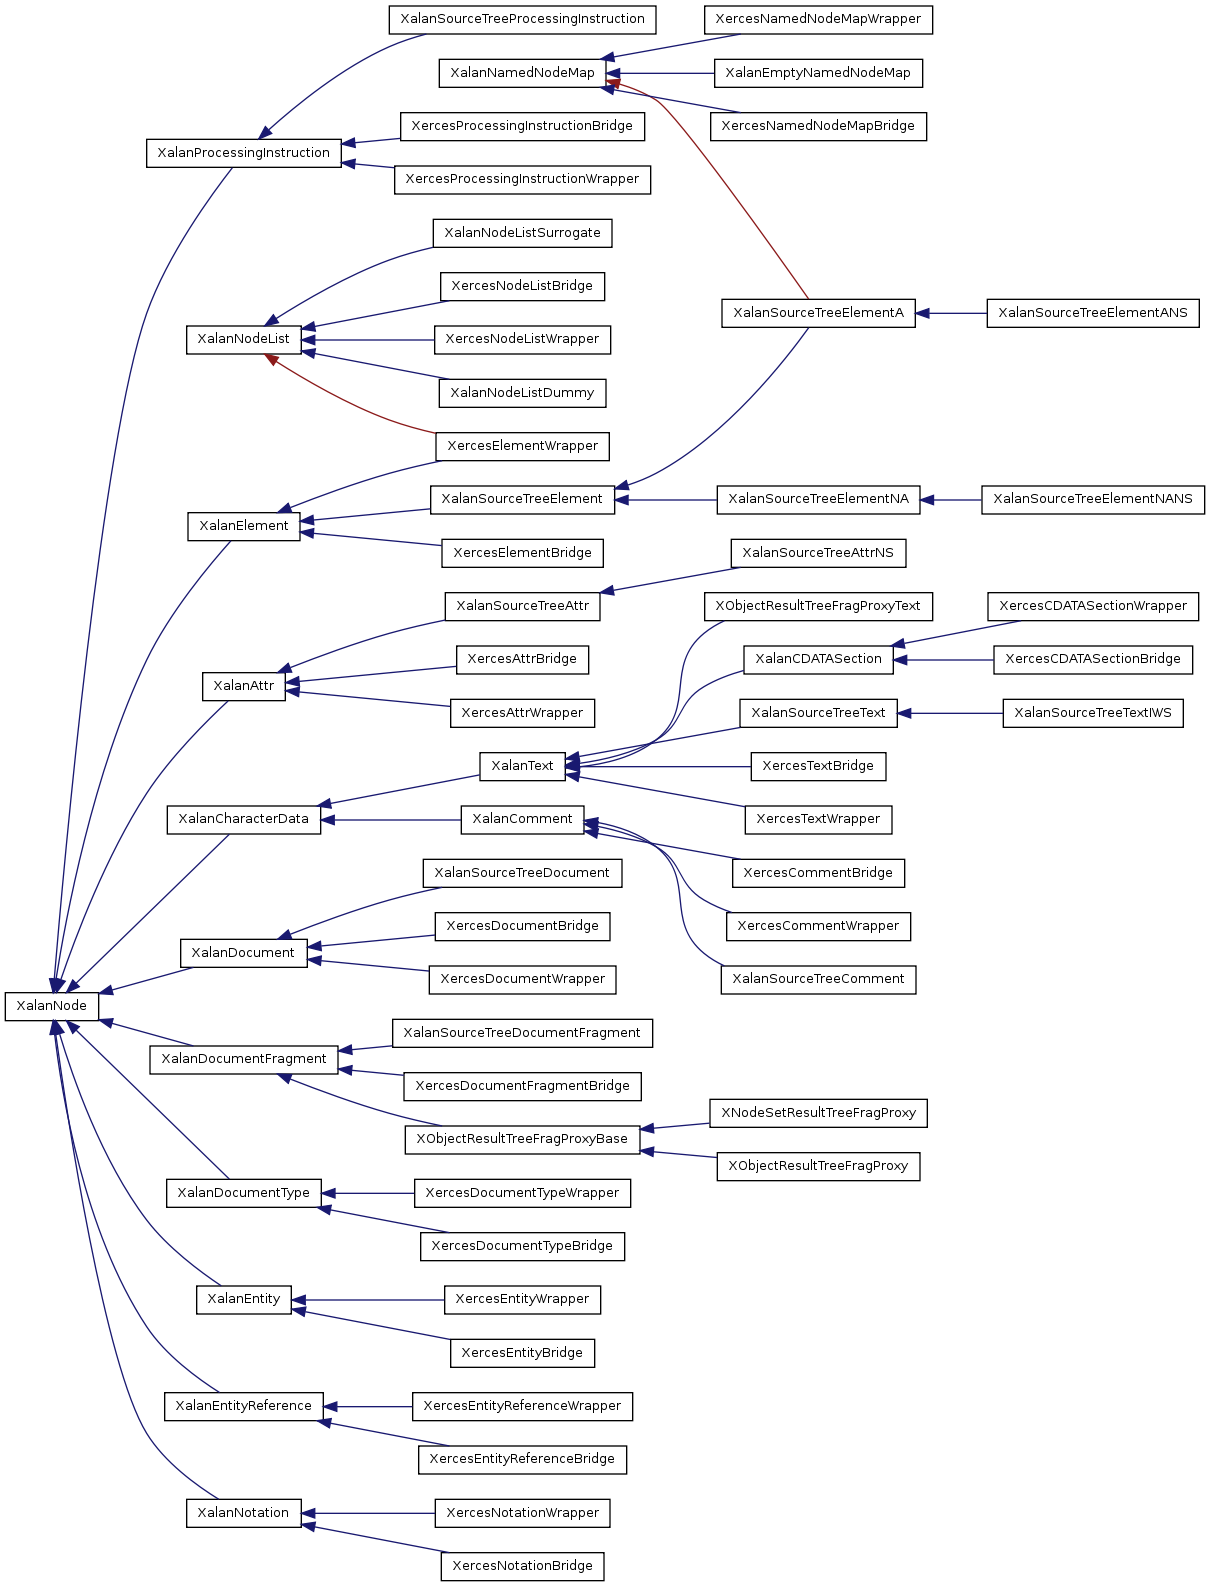 XalanSourceTreeProcessingInstruction
XercesNamedNodeMapWrapper
XalanNamedNodeMap
XalanEmptyNamedNodeMap
XercesProcessingInstructionBridge
XercesNamedNodeMapBridge
XalanProcessingInstruction
XercesProcessingInstructionWrapper
XalanNodeListSurrogate
XercesNodeListBridge
XalanSourceTreeElementA
XalanSourceTreeElementANS
XalanNodeList
XercesNodeListWrapper
XalanNodeListDummy
XercesElementWrapper
XalanSourceTreeElement
XalanSourceTreeElementNA
XalanSourceTreeElementNANS
XalanElement
XercesElementBridge
XalanSourceTreeAttrNS
XalanSourceTreeAttr
XObjectResultTreeFragProxyText
XercesCDATASectionWrapper
XercesAttrBridge
XalanCDATASection
XercesCDATASectionBridge
XalanAttr
XercesAttrWrapper
XalanSourceTreeText
XalanSourceTreeTextIWS
XalanText
XercesTextBridge
XalanCharacterData
XalanComment
XercesTextWrapper
XalanSourceTreeDocument
XercesCommentBridge
XercesDocumentBridge
XercesCommentWrapper
XalanDocument
XercesDocumentWrapper
XalanSourceTreeComment
XalanNode
XalanSourceTreeDocumentFragment
XalanDocumentFragment
XercesDocumentFragmentBridge
XNodeSetResultTreeFragProxy
XObjectResultTreeFragProxyBase
XObjectResultTreeFragProxy
XalanDocumentType
XercesDocumentTypeWrapper
XercesDocumentTypeBridge
XalanEntity
XercesEntityWrapper
XercesEntityBridge
XalanEntityReference
XercesEntityReferenceWrapper
XercesEntityReferenceBridge
XalanNotation
XercesNotationWrapper
XercesNotationBridge